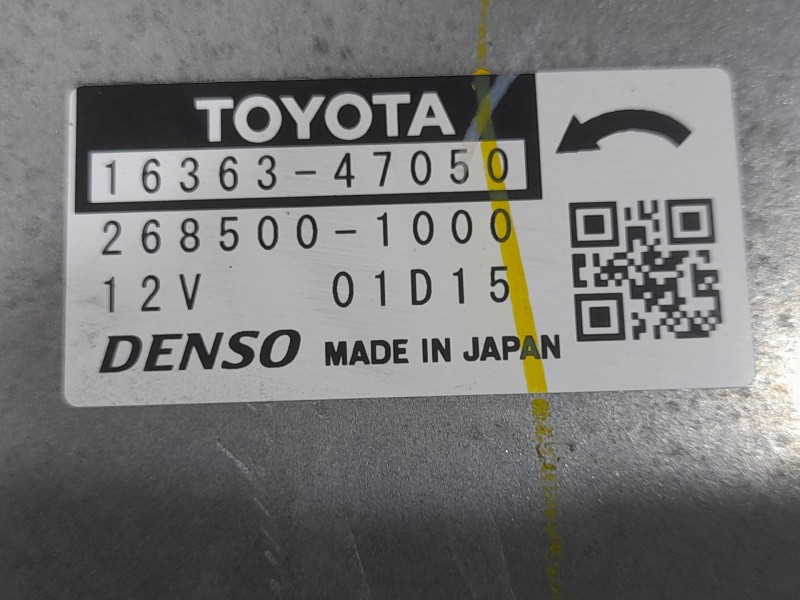 TOYOTA
16363-47050
268500-1000
12V 01D15
DENSO MADE IN JAPAN